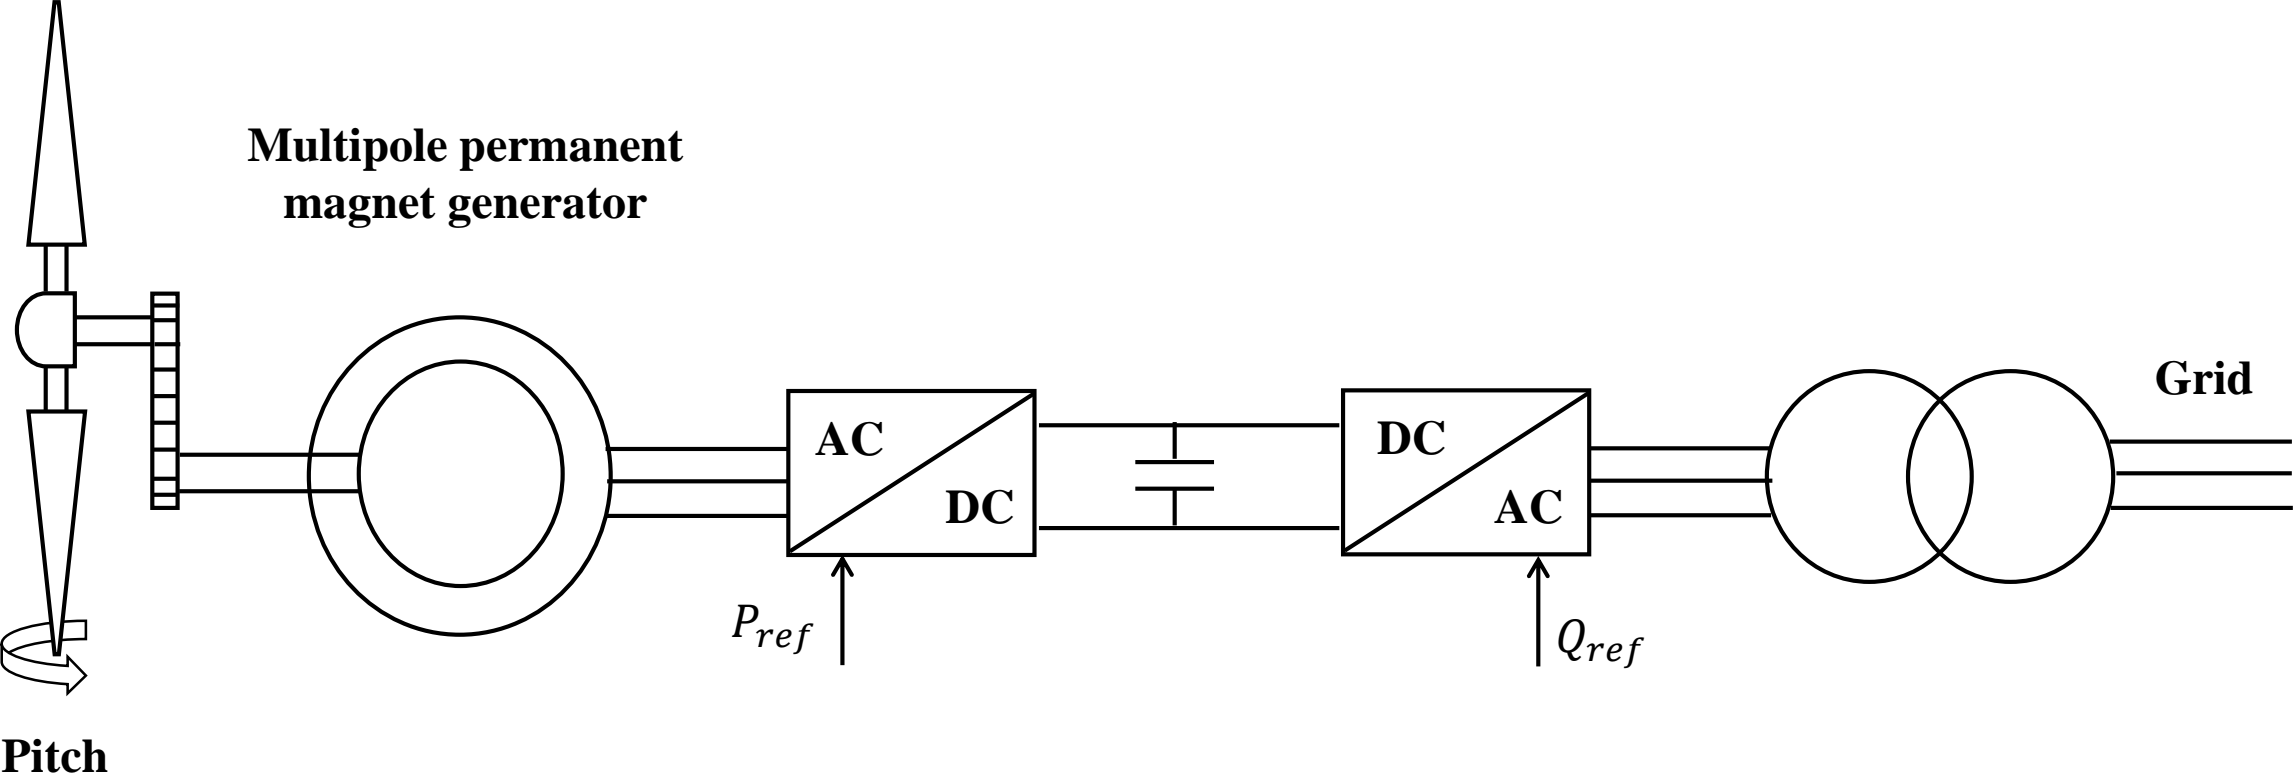 Multipole permanent
magnet generator
Grid
AC
DC
DC
AC
P_ref
Q_ref
Pitch